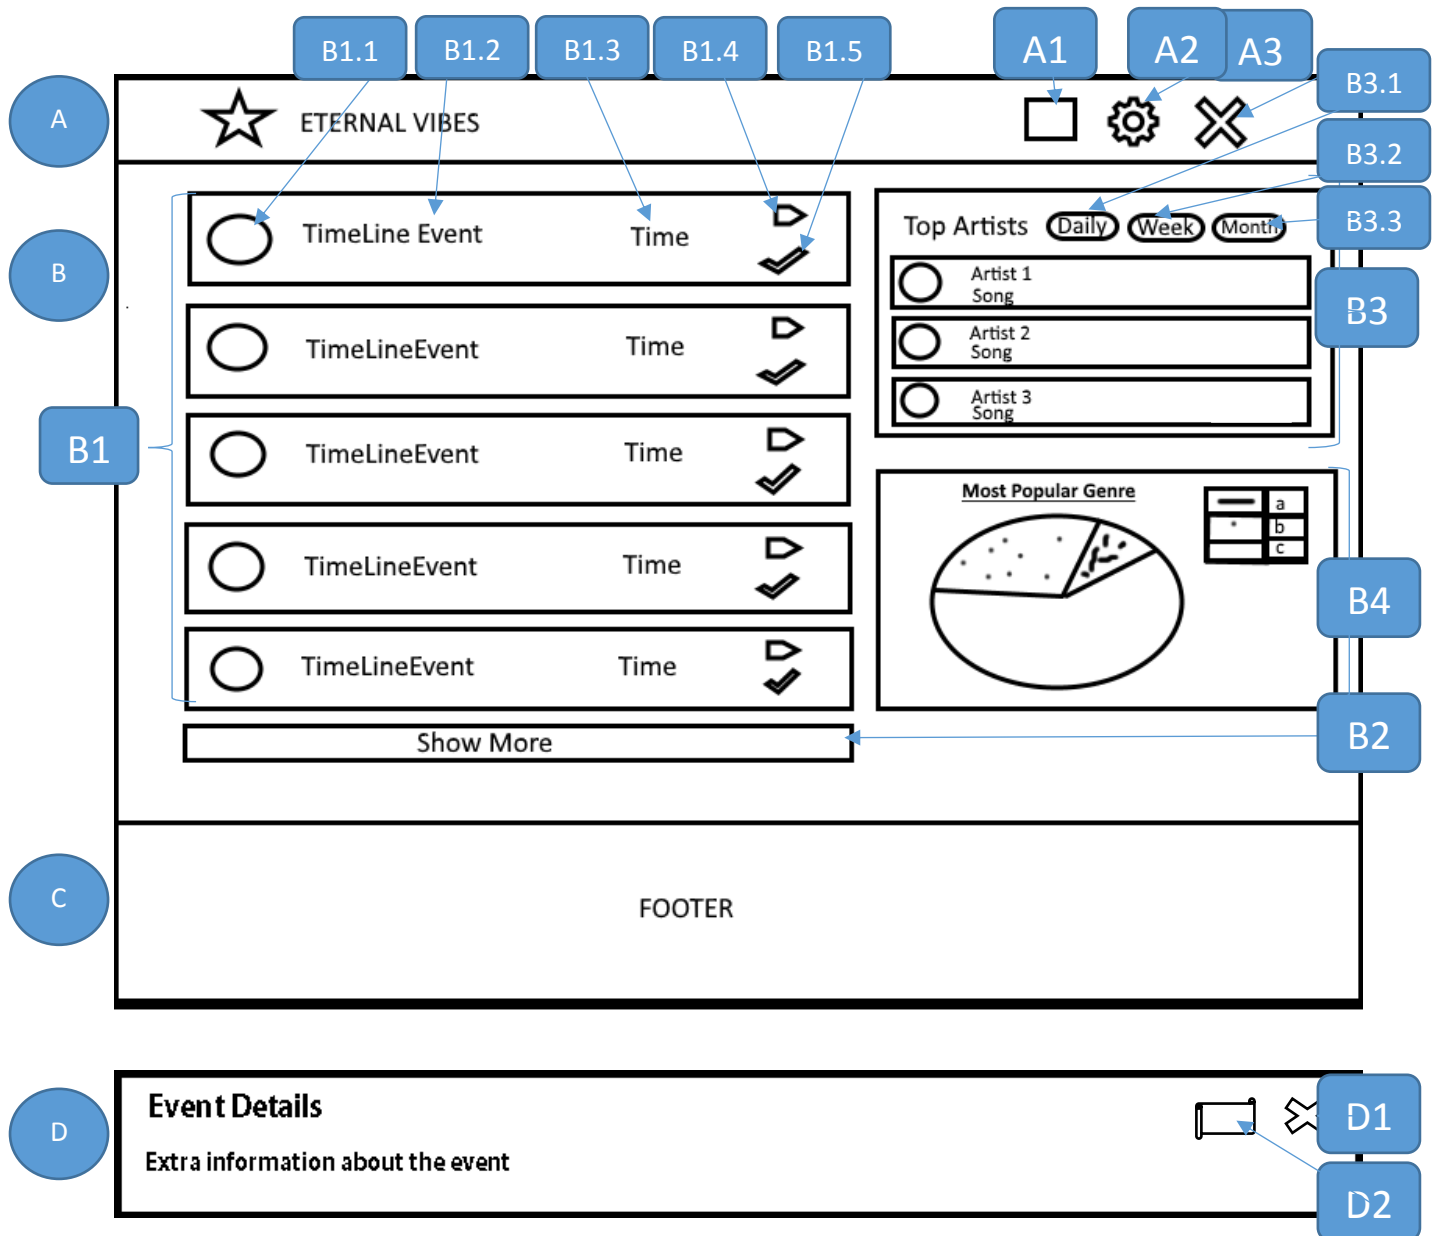 B1.1 B1.2 B1.3 B1.4 B1.5 A1 A2 A3
B3.1
A
ETERNAL VIBES
B3.2
B
TimeLine Event Time
Top Artists Daily Week Month
B3.3
Artist 1
Song
B3
TimeLineEvent Time
Artist 2
Song
Artist 3
Song
B1
TimeLineEvent Time
Most Popular Genre
a
b
c
TimeLineEvent Time
B4
TimeLineEvent Time
Show More
B2
C
FOOTER
D
Event Details
D1
Extra information about the event
D2